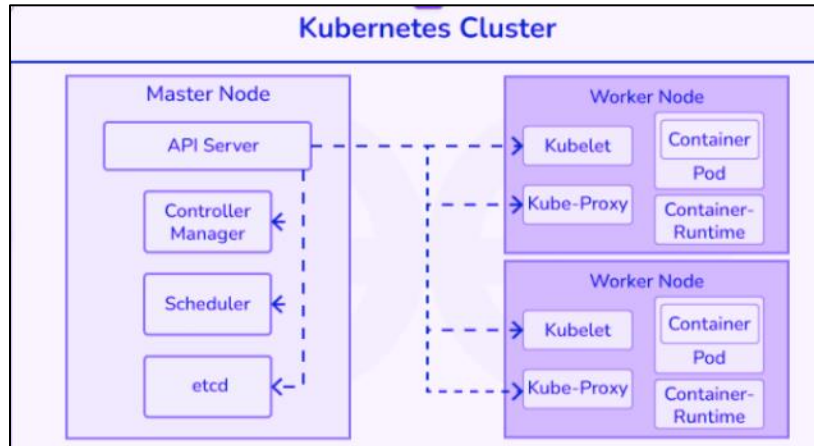 Kubernetes Cluster
Master Node
API Server
Controller
Manager
Scheduler
etcd
Worker Node
Kubelet
Kube-Proxy
Container
Pod
Container-
Runtime
Worker Node
Kubelet
Kube-Proxy
Container
Pod
Container-
Runtime